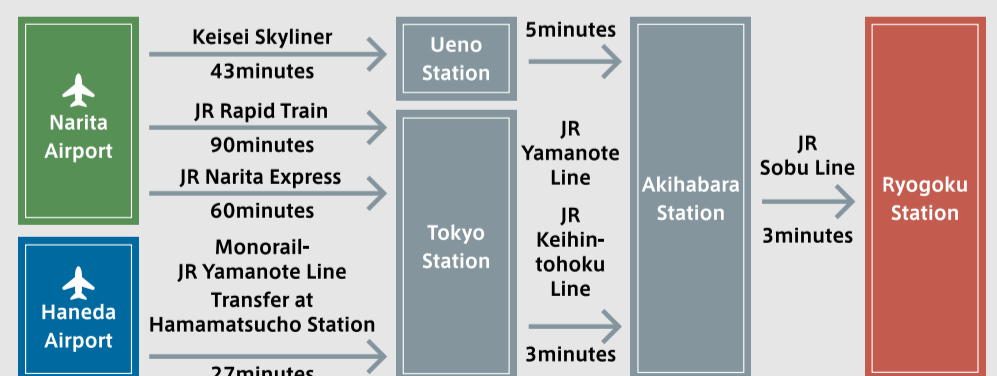 Narita
Airport
Keisei Skyliner
43minutes
JR Rapid Train
90minutes
JR Narita Express
60minutes
Haneda
Airport
Monorail-
JR Yamanote Line
Transfer at
Hamamatsucho Station
27minutes
Ueno
Station
Tokyo
Station
5minutes
JR
Yamanote
Line
JR
Keihin-
tohoku
Line
3minutes
Akihabara
Station
JR
Sobu Line
3minutes
Ryogoku
Station